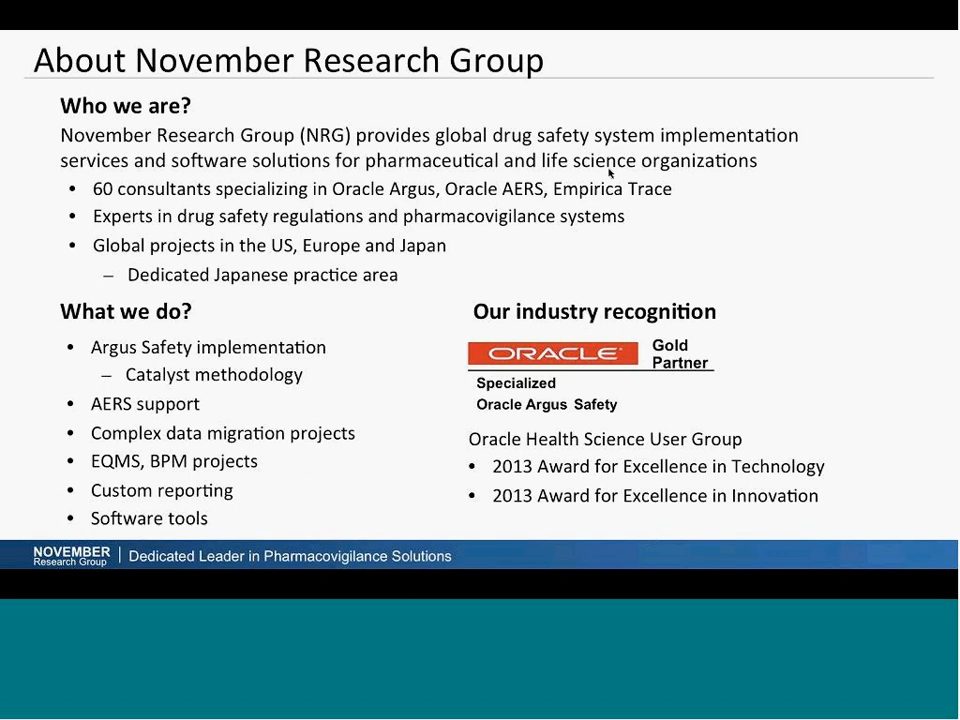 About November Research Group
Who we are?
November Research Group (NRG) provides global drug safety system implementation
services and software solutions for pharmaceutical and life science organizations
• 60 consultants specializing in Oracle Argus, Oracle AERS, Empirica Trace
• Experts in drug safety regulations and pharmacovigilance systems
• Global projects in the US, Europe and Japan
– Dedicated Japanese practice area
What we do?
• Argus Safety implementation
– Catalyst methodology
• AERS support
• Complex data migration projects
• EQMS, BPM projects
• Custom reporting
• Software tools
Our industry recognition
ORACLE
Gold
Partner
Specialized
Oracle Argus Safety
Oracle Health Science User Group
• 2013 Award for Excellence in Technology
• 2013 Award for Excellence in Innovation
NOVEMBER
Research Group
Dedicated Leader in Pharmacovigilance Solutions